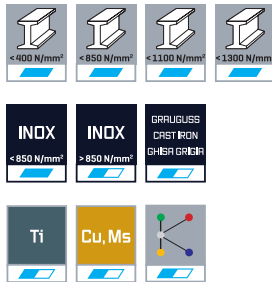 <400 N/mm² <850 N/mm² <1100 N/mm² <1300 N/mm²
INOX INOX GRAUGUSS
CAST IRON
GHISA GRIGIA
<850 N/mm² >850 N/mm²
Ti Cu, Ms